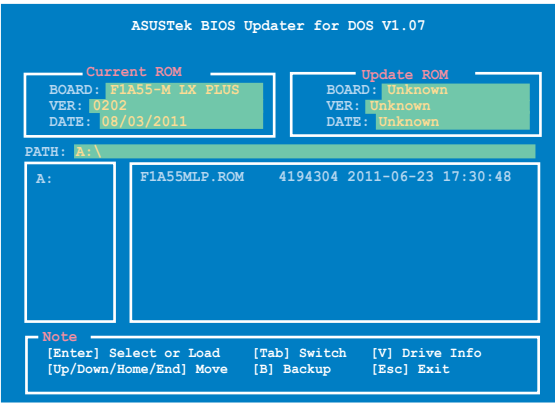 ASUSTek BIOS Updater for DOS V1.07
Current ROM
BOARD: F1A55-M LX PLUS
VER: 0202
DATE: 08/03/2011
Update ROM
BOARD: Unknown
VER: Unknown
DATE: Unknown
PATH: A:\
A:
F1A55MLP.ROM 4194304 2011-06-23 17:30:48
Note
[Enter] Select or Load [Tab] Switch [V] Drive Info
[Up/Down/Home/End] Move [B] Backup [Esc] Exit